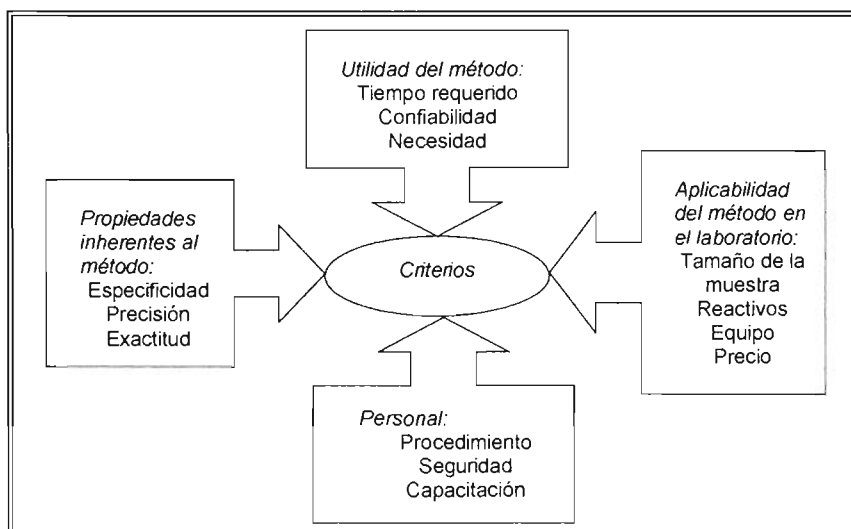 Utilidad del método:
Tiempo requerido
Confiabilidad
Necesidad
Propiedades
inherentes al
método:
Especificidad
Precisión
Exactitud
Criterios
Aplicabilidad
del método en
el laboratorio:
Tamaño de la
muestra
Reactivos
Equipo
Precio
Personal:
Procedimiento
Seguridad
Capacitación